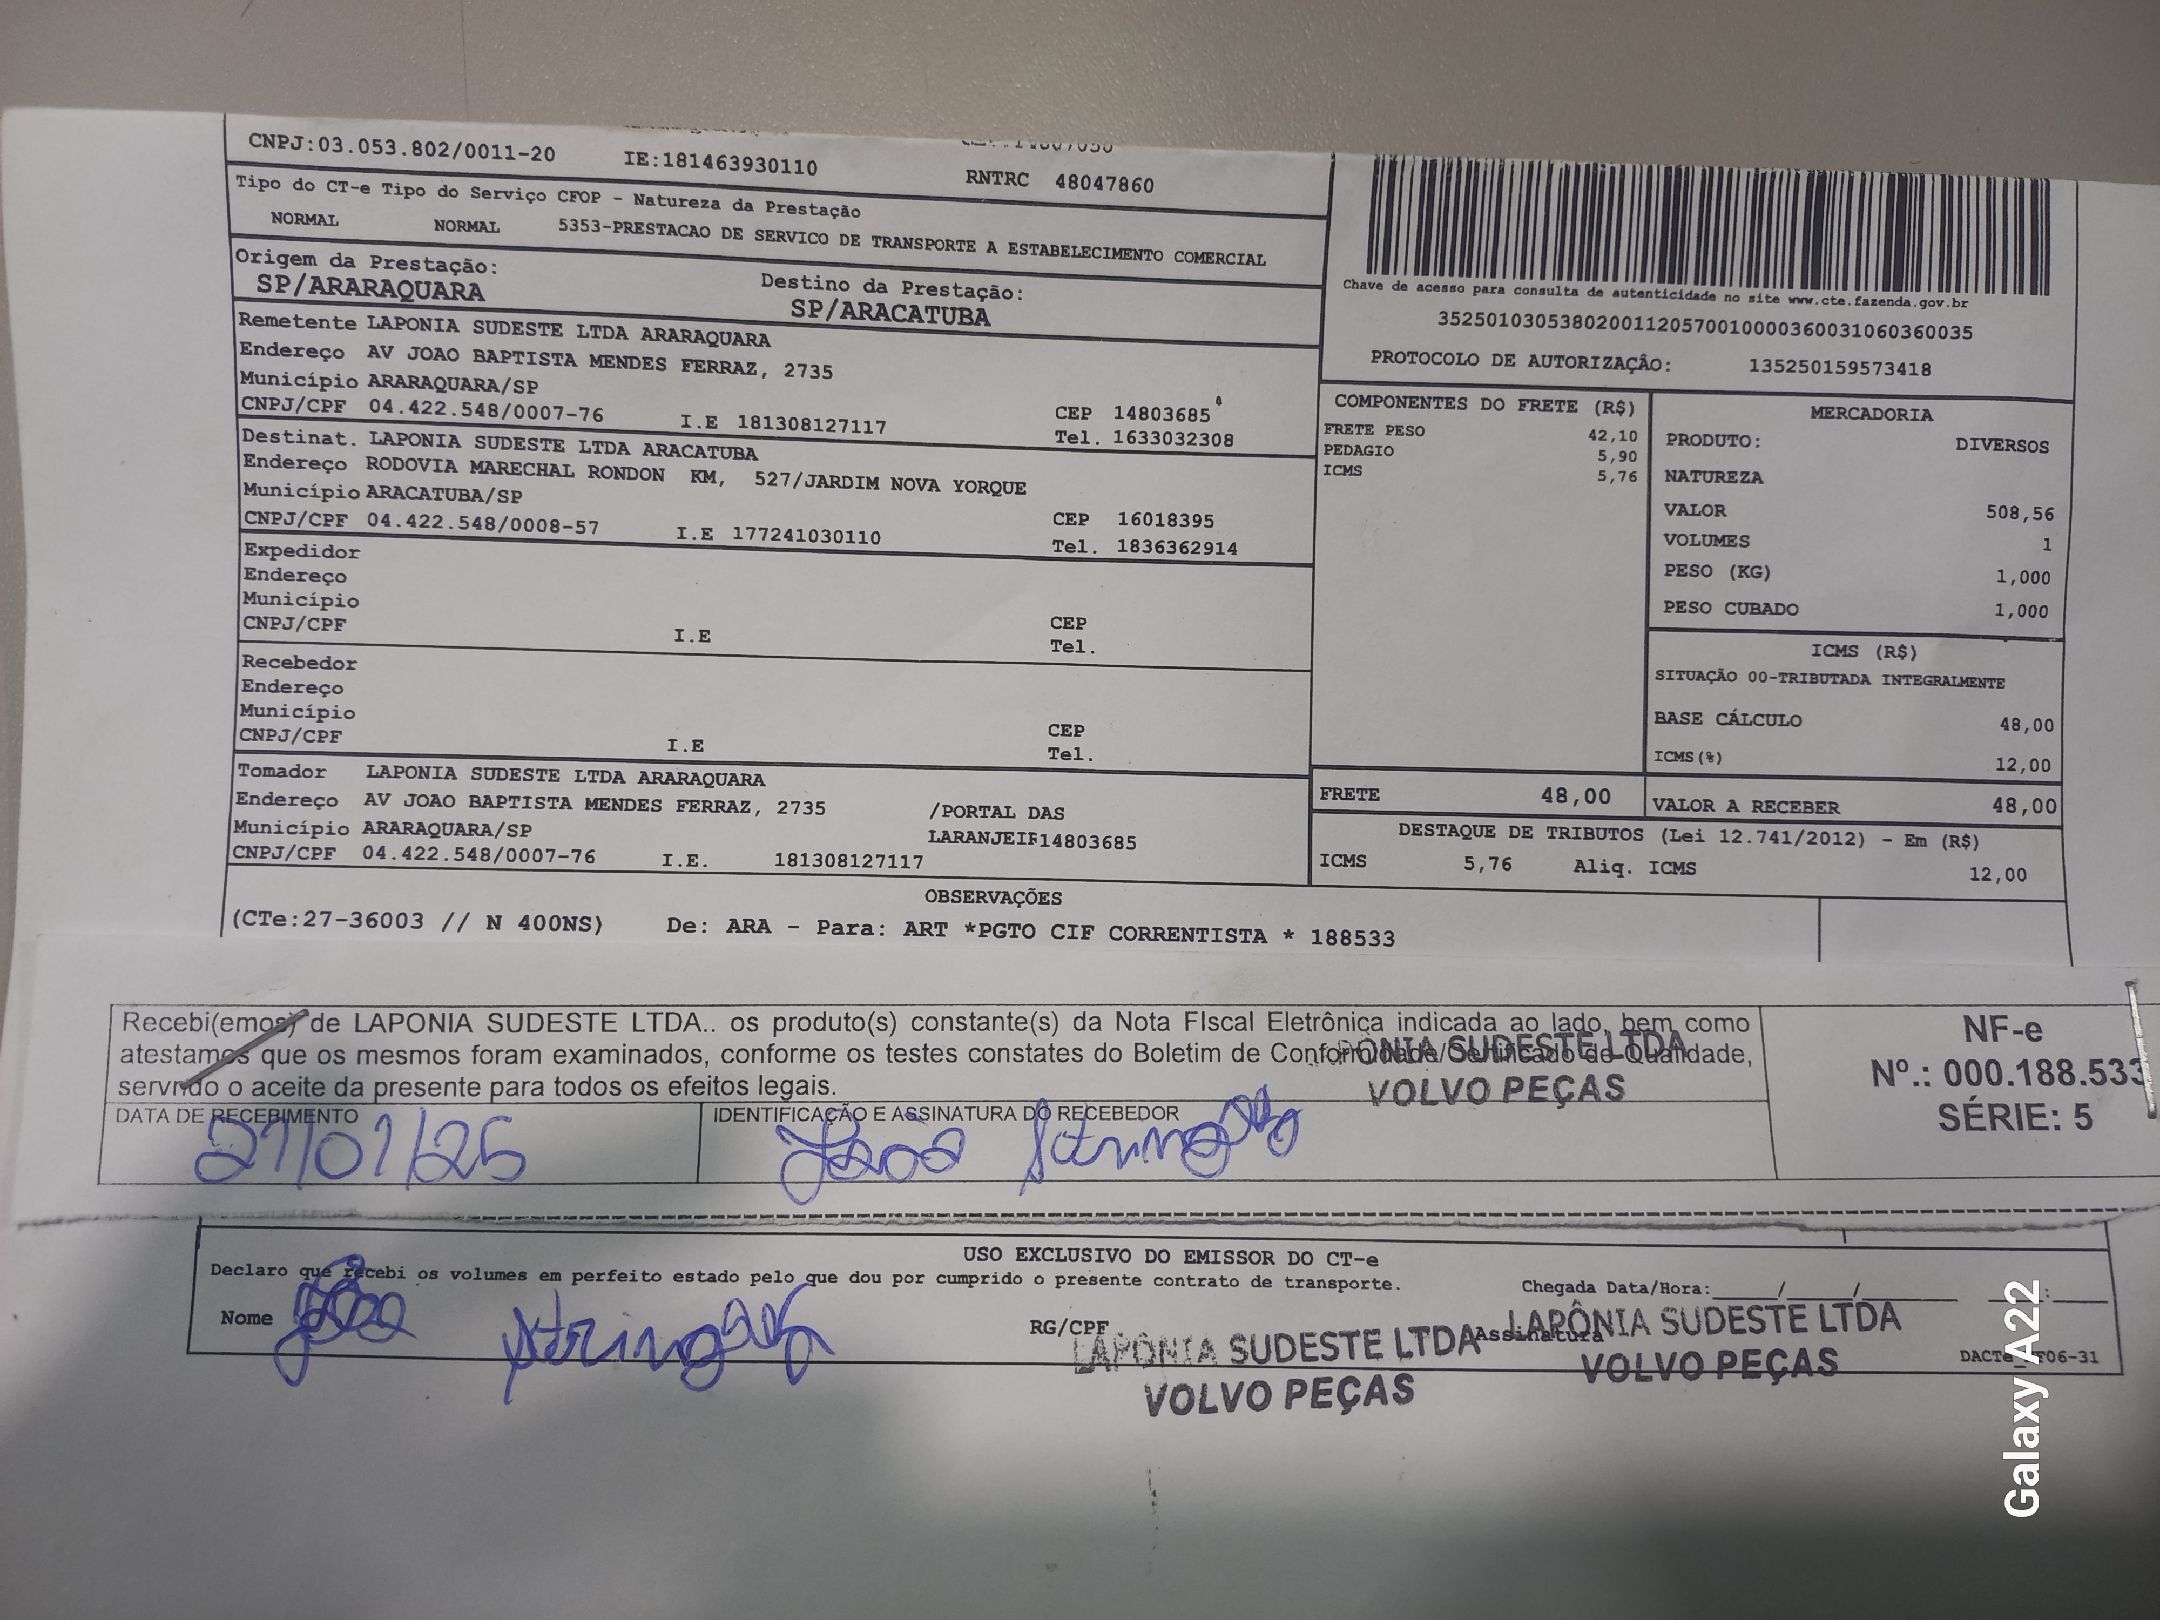 CNPJ:03.053.802/0011-20 IE:181463930110 RNTRC 48047860
Tipo do CT-e Tipo do Serviço CFOP - Natureza da Prestação
NORMAL NORMAL 5353-PRESTACAO DE SERVICO DE TRANSPORTE A ESTABELECIMENTO COMERCIAL
Origem da Prestação: Destino da Prestação:
SP/ARARAQUARA SP/ARACATUBA
Remetente LAPONIA SUDESTE LTDA ARARAQUARA
Endereço AV JOAO BAPTISTA MENDES FERRAZ, 2735
Município ARARAQUARA/SP CEP 14803685
CNPJ/CPF 04.422.548/0007-76 I.E 181308127117 Tel. 1633032308
Destinat. LAPONIA SUDESTE LTDA ARACATUBA
Endereço RODOVIA MARECHAL RONDON KM, 527/JARDIM NOVA YORQUE
Município ARACATUBA/SP CEP 16018395
CNPJ/CPF 04.422.548/0008-57 I.E 177241030110 Tel. 1836362914
Expedidor
Endereço
Município CEP
CNPJ/CPF I.E Tel.
Recebedor
Endereço
Município CEP
CNPJ/CPF I.E Tel.
Tomador LAPONIA SUDESTE LTDA ARARAQUARA
Endereço AV JOAO BAPTISTA MENDES FERRAZ, 2735 /PORTAL DAS
Município ARARAQUARA/SP LARANJEIF14803685
CNPJ/CPF 04.422.548/0007-76 I.E. 181308127117
Chave de acesso para consulta de autenticidade no site www.cte.fazenda.gov.br
35250103053802001120570010000360031060360035
PROTOCOLO DE AUTORIZAÇÂO: 135250159573418
COMPONENTES DO FRETE (R$)
FRETE PESO 42,10
PEDAGIO 5,90
ICMS 5,76
MERCADORIA
PRODUTO: DIVERSOS
NATUREZA
VALOR 508,56
VOLUMES 1
PESO (KG) 1,000
PESO CUBADO 1,000
ICMS (R$)
SITUAÇÃO 00-TRIBUTADA INTEGRALMENTE
BASE CÁLCULO 48,00
ICMS(%) 12,00
FRETE 48,00 VALOR A RECEBER 48,00
DESTAQUE DE TRIBUTOS (Lei 12.741/2012) - Em (R$)
ICMS 5,76 Aliq. ICMS 12,00
OBSERVAÇÕES
(CTe:27-36003 // N 400NS) De: ARA - Para: ART *PGTO CIF CORRENTISTA * 188533
Recebi(emos) de LAPONIA SUDESTE LTDA.. os produto(s) constante(s) da Nota FIscal Eletrônica indicada ao lado, bem como
atestamos que os mesmos foram examinados, conforme os testes constates do Boletim de Conformidade/Certificado de Qualidade,
servndo o aceite da presente para todos os efeitos legais.
SUDESTE LTDA
VOLVO PEÇAS
DATA DE RECEBIMENTO IDENTIFICAÇÃO E ASSINATURA DO RECEBEDOR
21/01/25 João
NF-e
Nº.: 000.188.533
SÉRIE: 5
USO EXCLUSIVO DO EMISSOR DO CT-e
Declaro que recebi os volumes em perfeito estado pelo que dou por cumprido o presente contrato de transporte. Chegada Data/Hora:____/____/____
Nome João RG/CPF Assinatura
LAPÔNIA SUDESTE LTDA
VOLVO PEÇAS
LAPÔNIA SUDESTE LTDA
VOLVO PEÇAS
Galaxy A22